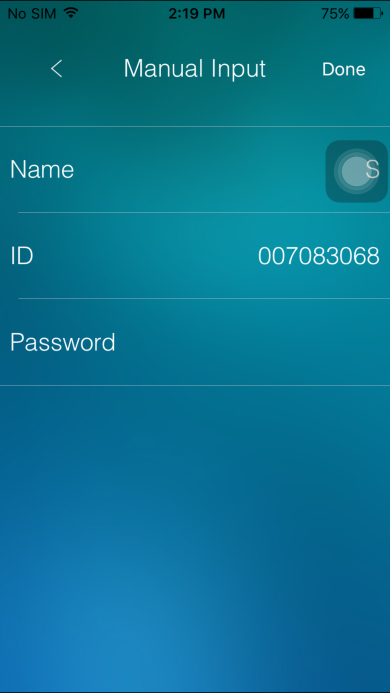 No SIM 2:19 PM 75%
Manual Input Done
Name S
ID 007083068
Password